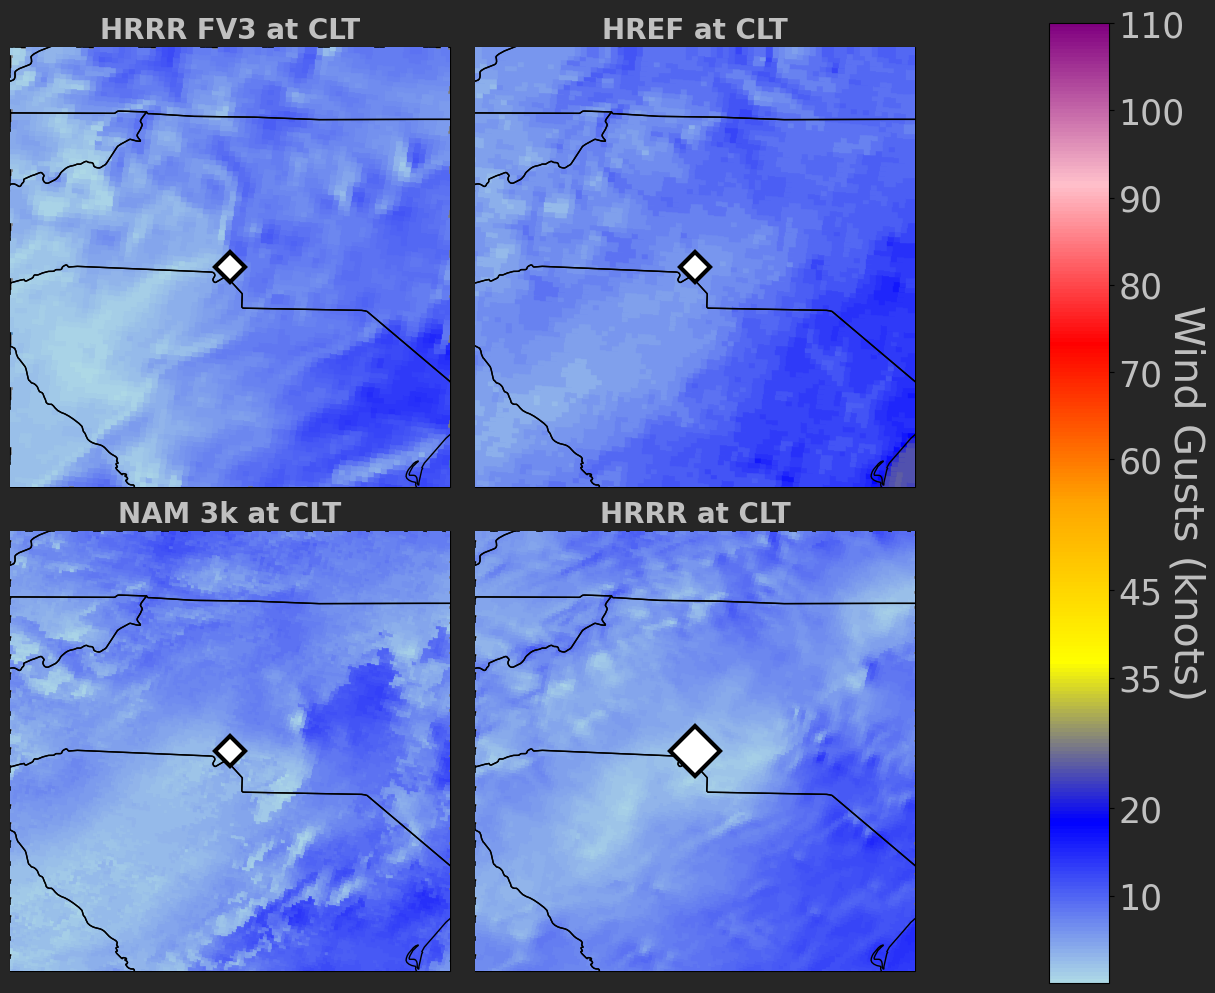 HRRR FV3 at CLT
HREF at CLT
NAM 3k at CLT
HRRR at CLT
110
100
90
80
70
60
45
35
20
10
Wind Gusts (knots)